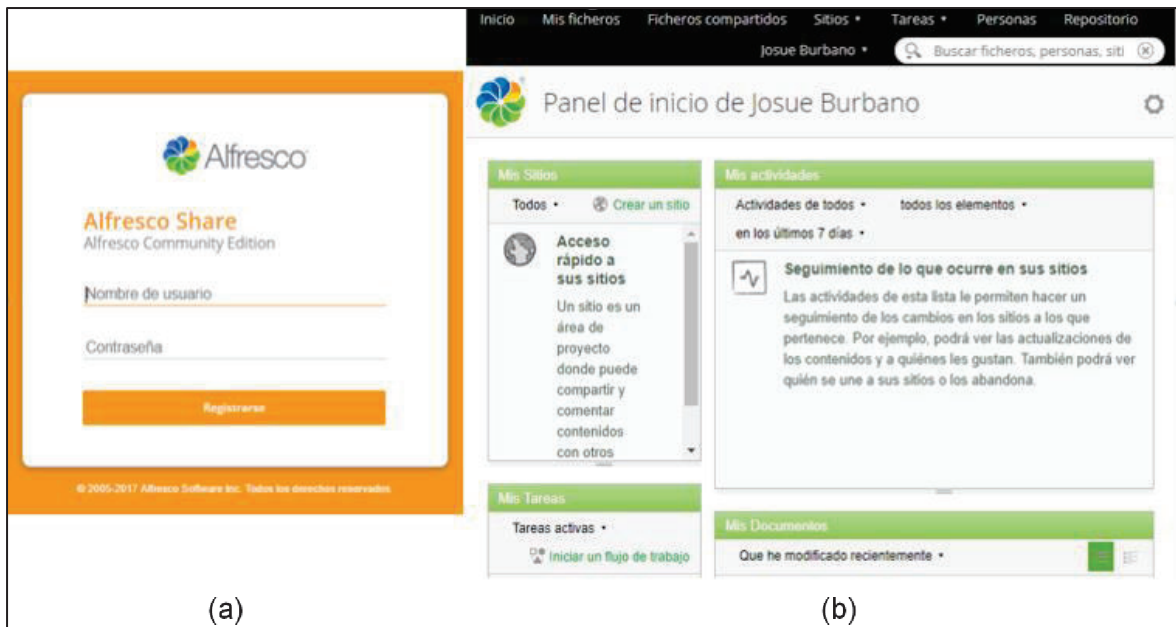 Alfresco
Alfresco Share
Alfresco Community Edition
Nombre de usuario
Contraseña
Registrarse
© 2005-2017 Alfresco Software Inc. Todos los derechos reservados.
(a)
Inicio Mis ficheros Ficheros compartidos Sitios Tareas Personas Repositorio
Josue Burbano Buscar ficheros, personas, siti
Panel de inicio de Josue Burbano
Mis Sitios
Todos Crear un sitio
Acceso
rápido a
sus sitios
Un sitio es un
área de
proyecto
donde puede
compartir y
comentar
contenidos
con otros
Mis Tareas
Tareas activas
Iniciar un flujo de trabajo
Mis actividades
Actividades de todos todos los elementos
en los últimos 7 días
Seguimiento de lo que ocurre en sus sitios
Las actividades de esta lista le permiten hacer un
seguimiento de los cambios en los sitios a los que
pertenece. Por ejemplo, podrá ver las actualizaciones de
los contenidos y a quiénes les gustan. También podrá ver
quién se une a sus sitios o los abandona.
Mis Documentos
Que he modificado recientemente
(b)